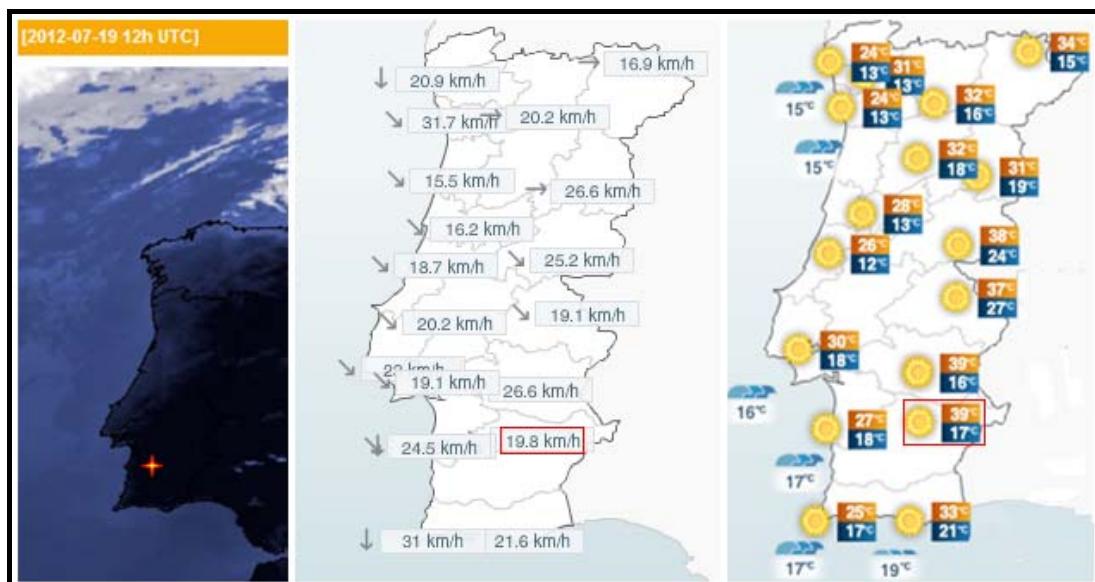 [2012-07-19 12h UTC]
16.9 km/h
20.9 km/h
31.7 km/h
20.2 km/h
15.5 km/h
26.6 km/h
16.2 km/h
18.7 km/h
25.2 km/h
20.2 km/h
19.1 km/h
km/h
19.1 km/h
26.6 km/h
24.5 km/h
19.8 km/h
31 km/h
21.6 km/h
34°C
15°C
24°C
13°C
31°C
13°C
15°C
24°C
13°C
32°C
16°C
15°C
32°C
18°C
31°C
19°C
28°C
13°C
26°C
12°C
38°C
24°C
37°C
27°C
30°C
18°C
39°C
16°C
16°C
27°C
18°C
39°C
17°C
17°C
25°C
17°C
33°C
21°C
17°C
19°C